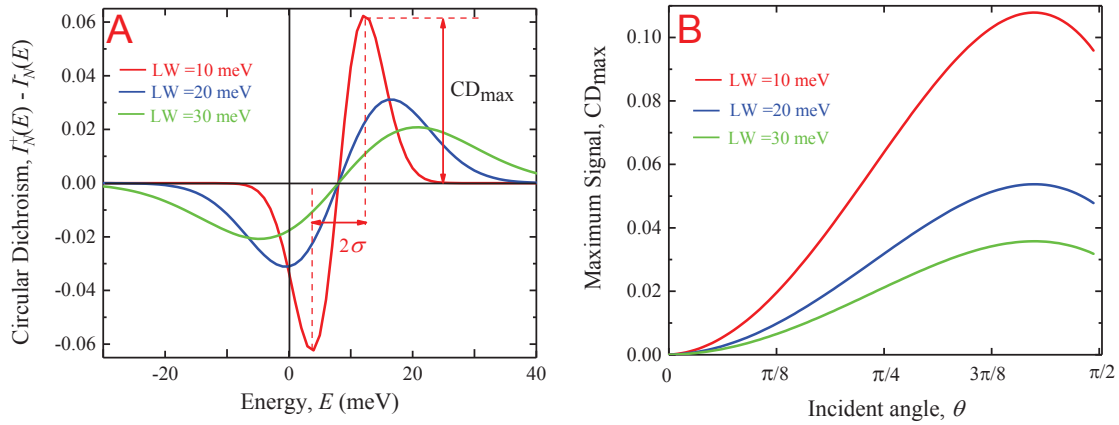 A
LW =10 meV
LW =20 meV
LW =30 meV
CDmax
2σ
0.06
0.04
0.02
0.00
-0.02
-0.04
-0.06
-20
0
20
40
Energy, E (meV)
Circular Dichroism, I⁺N(E) - I⁻N(E)
B
LW =10 meV
LW =20 meV
LW =30 meV
0.10
0.08
0.06
0.04
0.02
0.00
0
π/8
π/4
3π/8
π/2
Incident angle, θ
Maximum Signal, CDmax